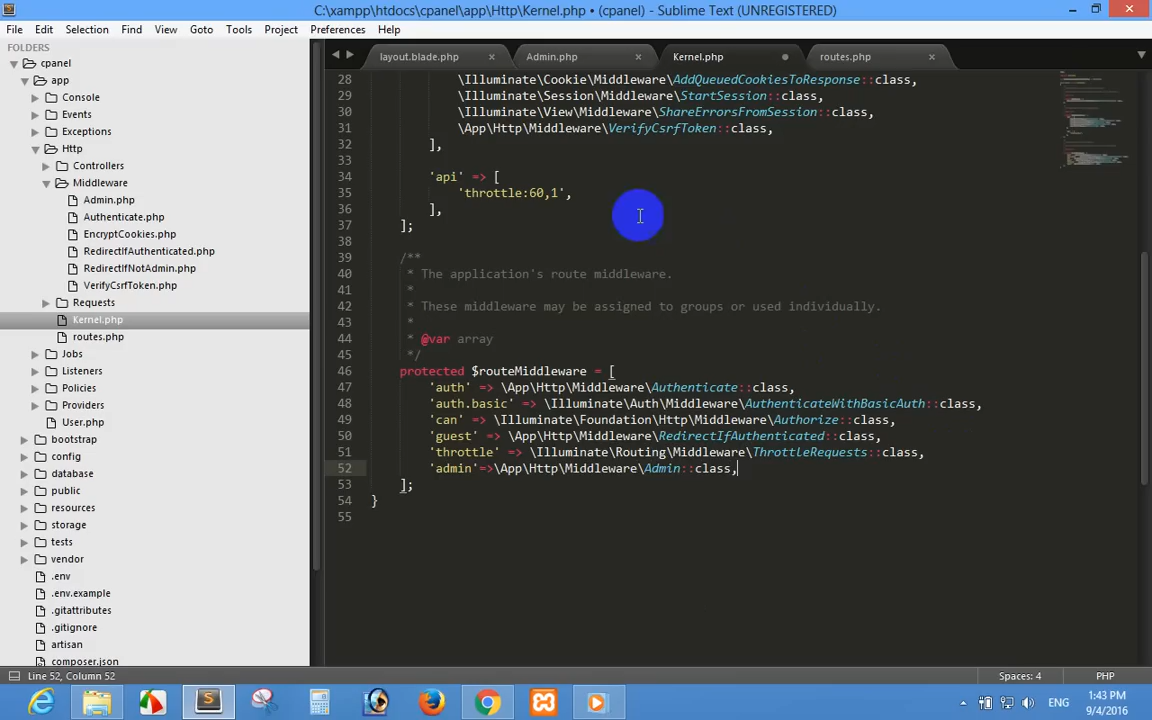 C:\xampp\htdocs\cpanel\app\Http\Kernel.php • (cpanel) - Sublime Text (UNREGISTERED)
File Edit Selection Find View Goto Tools Project Preferences Help
FOLDERS
cpanel
app
Console
Events
Exceptions
Http
Controllers
Middleware
Admin.php
Authenticate.php
EncryptCookies.php
RedirectIfAuthenticated.php
RedirectIfNotAdmin.php
VerifyCsrfToken.php
Requests
Kernel.php
routes.php
Jobs
Listeners
Policies
Providers
User.php
bootstrap
config
database
public
resources
storage
tests
vendor
.env
.env.example
.gitattributes
.gitignore
artisan
composer.json
layout.blade.php Admin.php Kernel.php routes.php
28 \Illuminate\Cookie\Middleware\AddQueuedCookiesToResponse::class,
29 \Illuminate\Session\Middleware\StartSession::class,
30 \Illuminate\View\Middleware\ShareErrorsFromSession::class,
31 \App\Http\Middleware\VerifyCsrfToken::class,
32 ],
33
34 'api' => [
35 'throttle:60,1',
36 ],
37 ];
38
39 /**
40 * The application's route middleware.
41 *
42 * These middleware may be assigned to groups or used individually.
43 *
44 * @var array
45 */
46 protected $routeMiddleware = [
47 'auth' => \App\Http\Middleware\Authenticate::class,
48 'auth.basic' => \Illuminate\Auth\Middleware\AuthenticateWithBasicAuth::class,
49 'can' => \Illuminate\Foundation\Http\Middleware\Authorize::class,
50 'guest' => \App\Http\Middleware\RedirectIfAuthenticated::class,
51 'throttle' => \Illuminate\Routing\Middleware\ThrottleRequests::class,
52 'admin'=>\App\Http\Middleware\Admin::class,
53 ];
54 }
55
Line 52, Column 52 Spaces: 4 PHP
ENG 1:43 PM
9/4/2016